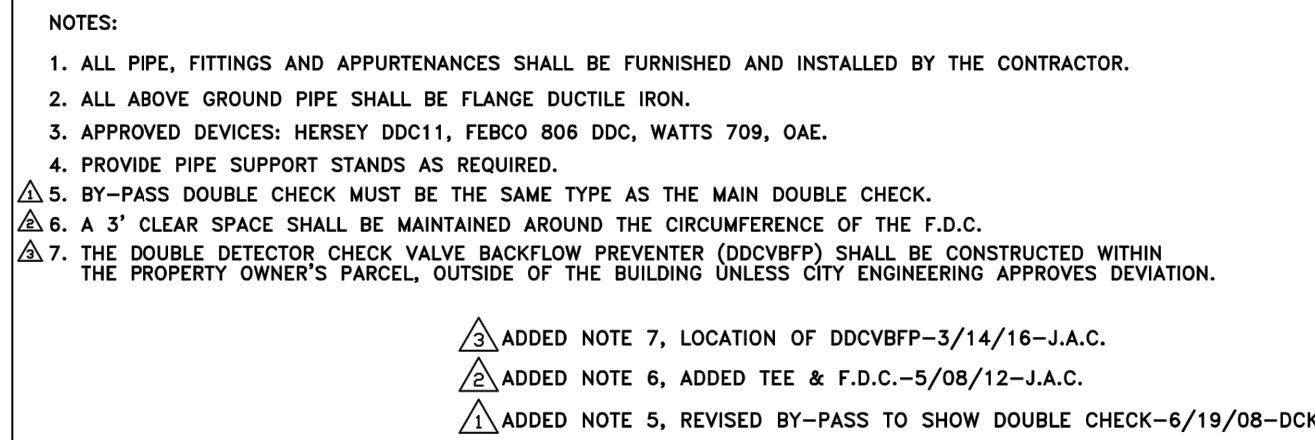 NOTES:
1. ALL PIPE, FITTINGS AND APPURTENANCES SHALL BE FURNISHED AND INSTALLED BY THE CONTRACTOR.
2. ALL ABOVE GROUND PIPE SHALL BE FLANGE DUCTILE IRON.
3. APPROVED DEVICES: HERSEY DDC11, FEBCO 806 DDC, WATTS 709, OAE.
4. PROVIDE PIPE SUPPORT STANDS AS REQUIRED.
1 5. BY-PASS DOUBLE CHECK MUST BE THE SAME TYPE AS THE MAIN DOUBLE CHECK.
2 6. A 3' CLEAR SPACE SHALL BE MAINTAINED AROUND THE CIRCUMFERENCE OF THE F.D.C.
3 7. THE DOUBLE DETECTOR CHECK VALVE BACKFLOW PREVENTER (DDCVBFP) SHALL BE CONSTRUCTED WITHIN
THE PROPERTY OWNER'S PARCEL, OUTSIDE OF THE BUILDING UNLESS CITY ENGINEERING APPROVES DEVIATION.
3 ADDED NOTE 7, LOCATION OF DDCVBFP-3/14/16-J.A.C.
2 ADDED NOTE 6, ADDED TEE & F.D.C.-5/08/12-J.A.C.
1 ADDED NOTE 5, REVISED BY-PASS TO SHOW DOUBLE CHECK-6/19/08-DCK